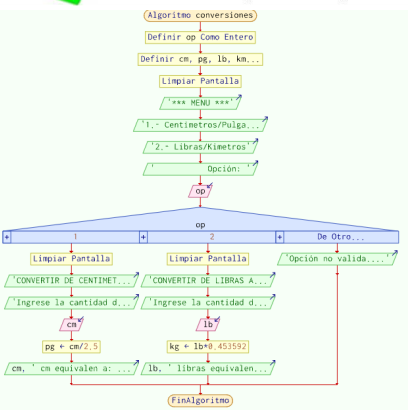 Algoritmo conversiones
Definir op Como Entero
Definir cm, pg, lb, km...
Limpiar Pantalla
'*** MENU ***'
'1.- Centimetros/Pulga...
'2.- Libras/Kimetros'
'         Opción: '
op
op
+ 1 + 2 + De Otro...
Limpiar Pantalla Limpiar Pantalla 'Opción no valida....'
'CONVERTIR DE CENTIMET... 'CONVERTIR DE LIBRAS A...
'Ingrese la cantidad d... 'Ingrese la cantidad d...
cm lb
pg ← cm/2.5 kg ← lb*0.453592
cm, ' cm equivalen a: ... lb, ' libras equivalen...
FinAlgoritmo